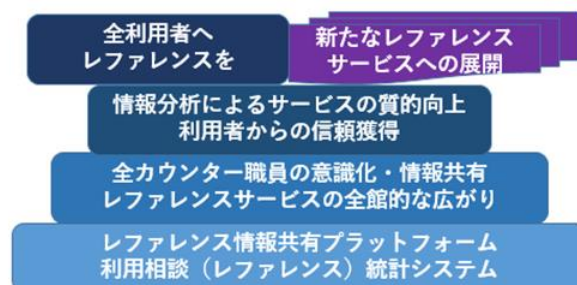 全利用者へ
レファレンスを
新たなレファレンス
サービスへの展開
情報分析によるサービスの質的向上
利用者からの信頼獲得
全カウンター職員の意識化・情報共有
レファレンスサービスの全館的な広がり
レファレンス情報共有プラットフォーム
利用相談（レファレンス）統計システム